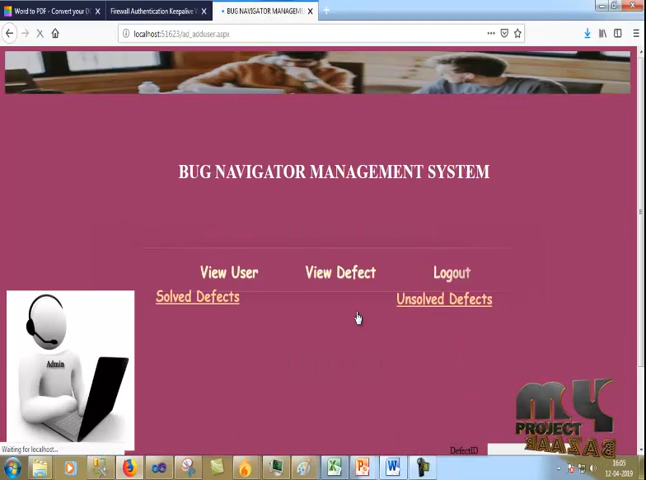 Word to PDF - Convert your D
Firewall Authentication Keepalive
BUG NAVIGATOR MANAGEM
localhost:51623/ad_adduser.aspx
BUG NAVIGATOR MANAGEMENT SYSTEM
View User
View Defect
Logout
Solved Defects
Unsolved Defects
Admin
MY
PROJECT
BAZAAR
DefectID
Waiting for localhost...
16:05
12-04-2019